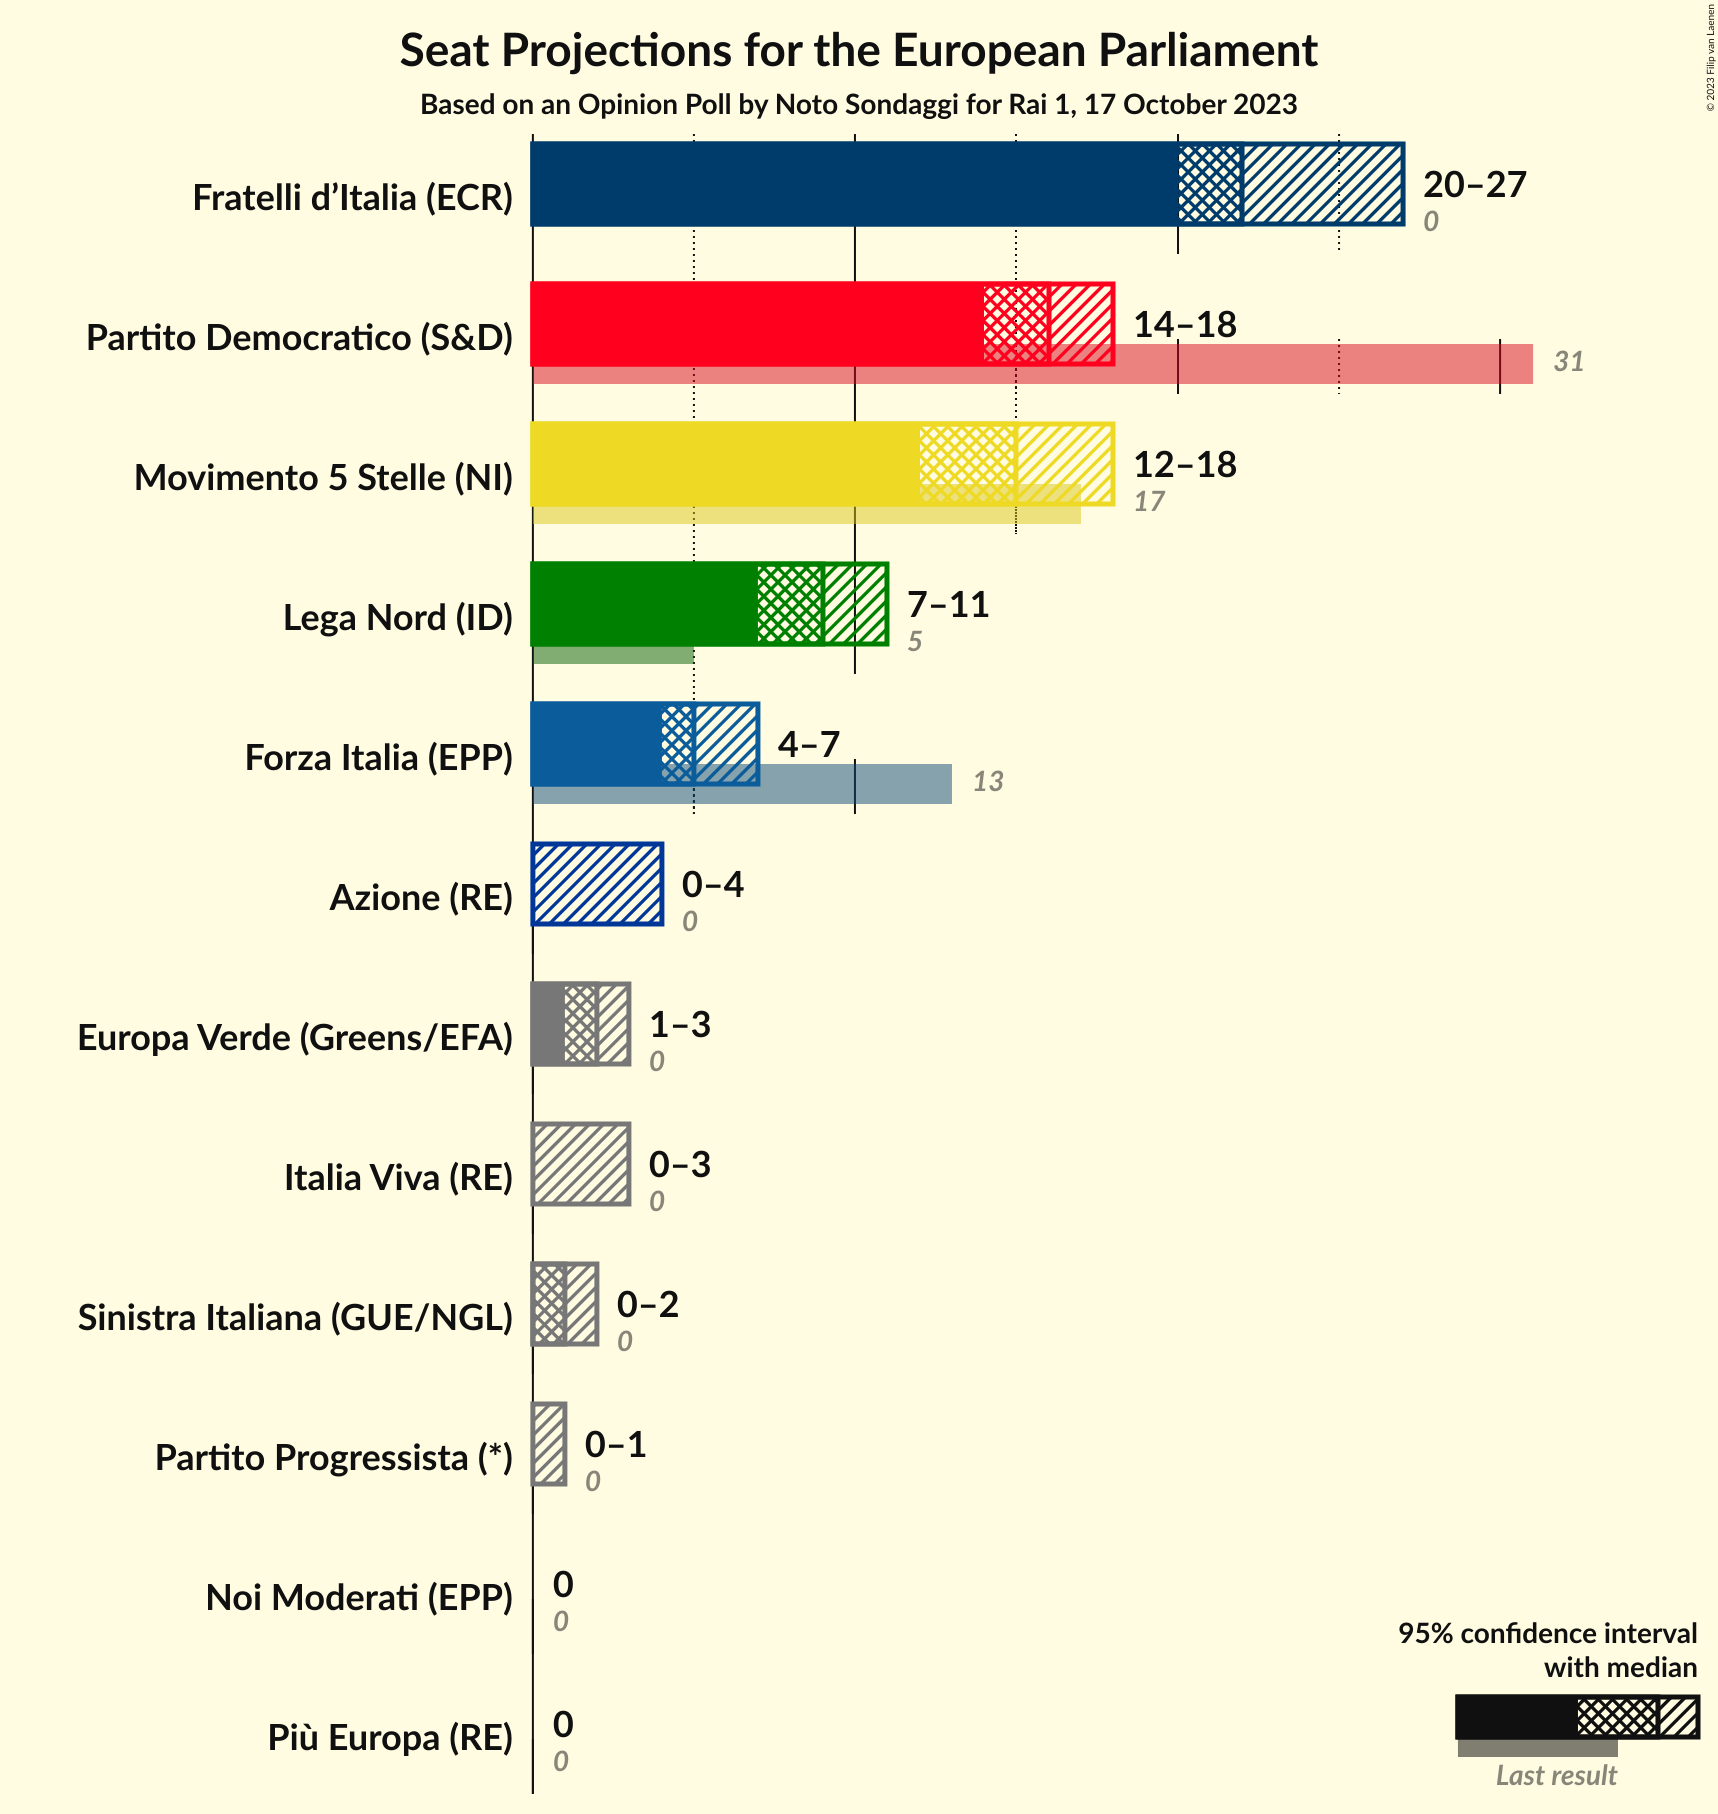 Seat Projections for the European Parliament
Based on an Opinion Poll by Noto Sondaggi for Rai 1, 17 October 2023
© 2023 Filip van Laenen
Fratelli d’Italia (ECR)
20–27
0
Partito Democratico (S&D)
14–18
31
Movimento 5 Stelle (NI)
12–18
17
Lega Nord (ID)
7–11
5
Forza Italia (EPP)
4–7
13
Azione (RE)
0–4
0
Europa Verde (Greens/EFA)
1–3
0
Italia Viva (RE)
0–3
0
Sinistra Italiana (GUE/NGL)
0–2
0
Partito Progressista (*)
0–1
0
Noi Moderati (EPP)
0
0
Più Europa (RE)
0
0
95% confidence interval
with median
Last result